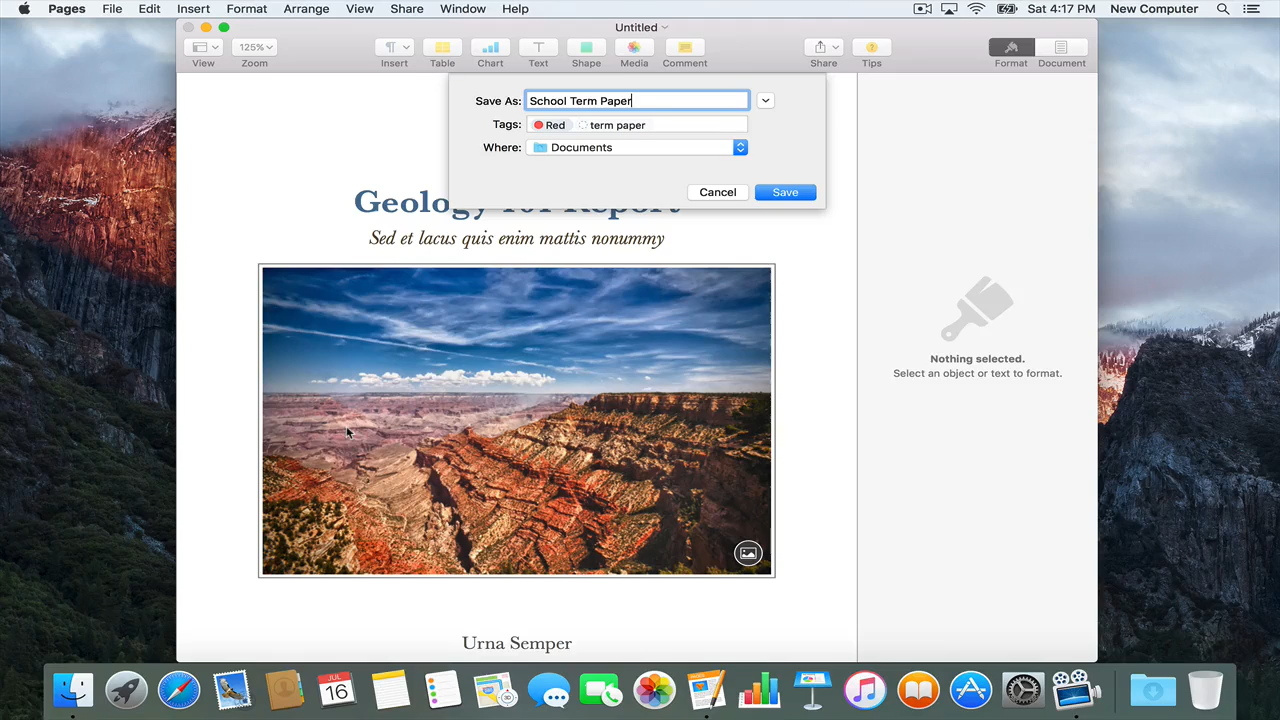 Pages File Edit Insert Format Arrange View Share Window Help Sat 4:17 PM New Computer
Untitled
125%
View Zoom Insert Table Chart Text Shape Media Comment Share Tips Format Document
Save As: School Term Paper
Tags: Red term paper
Where: Documents
Cancel Save
Geology 101 Report
Sed et lacus quis enim mattis nonummy
Nothing selected.
Select an object or text to format.
Urna Semper
JUL
16